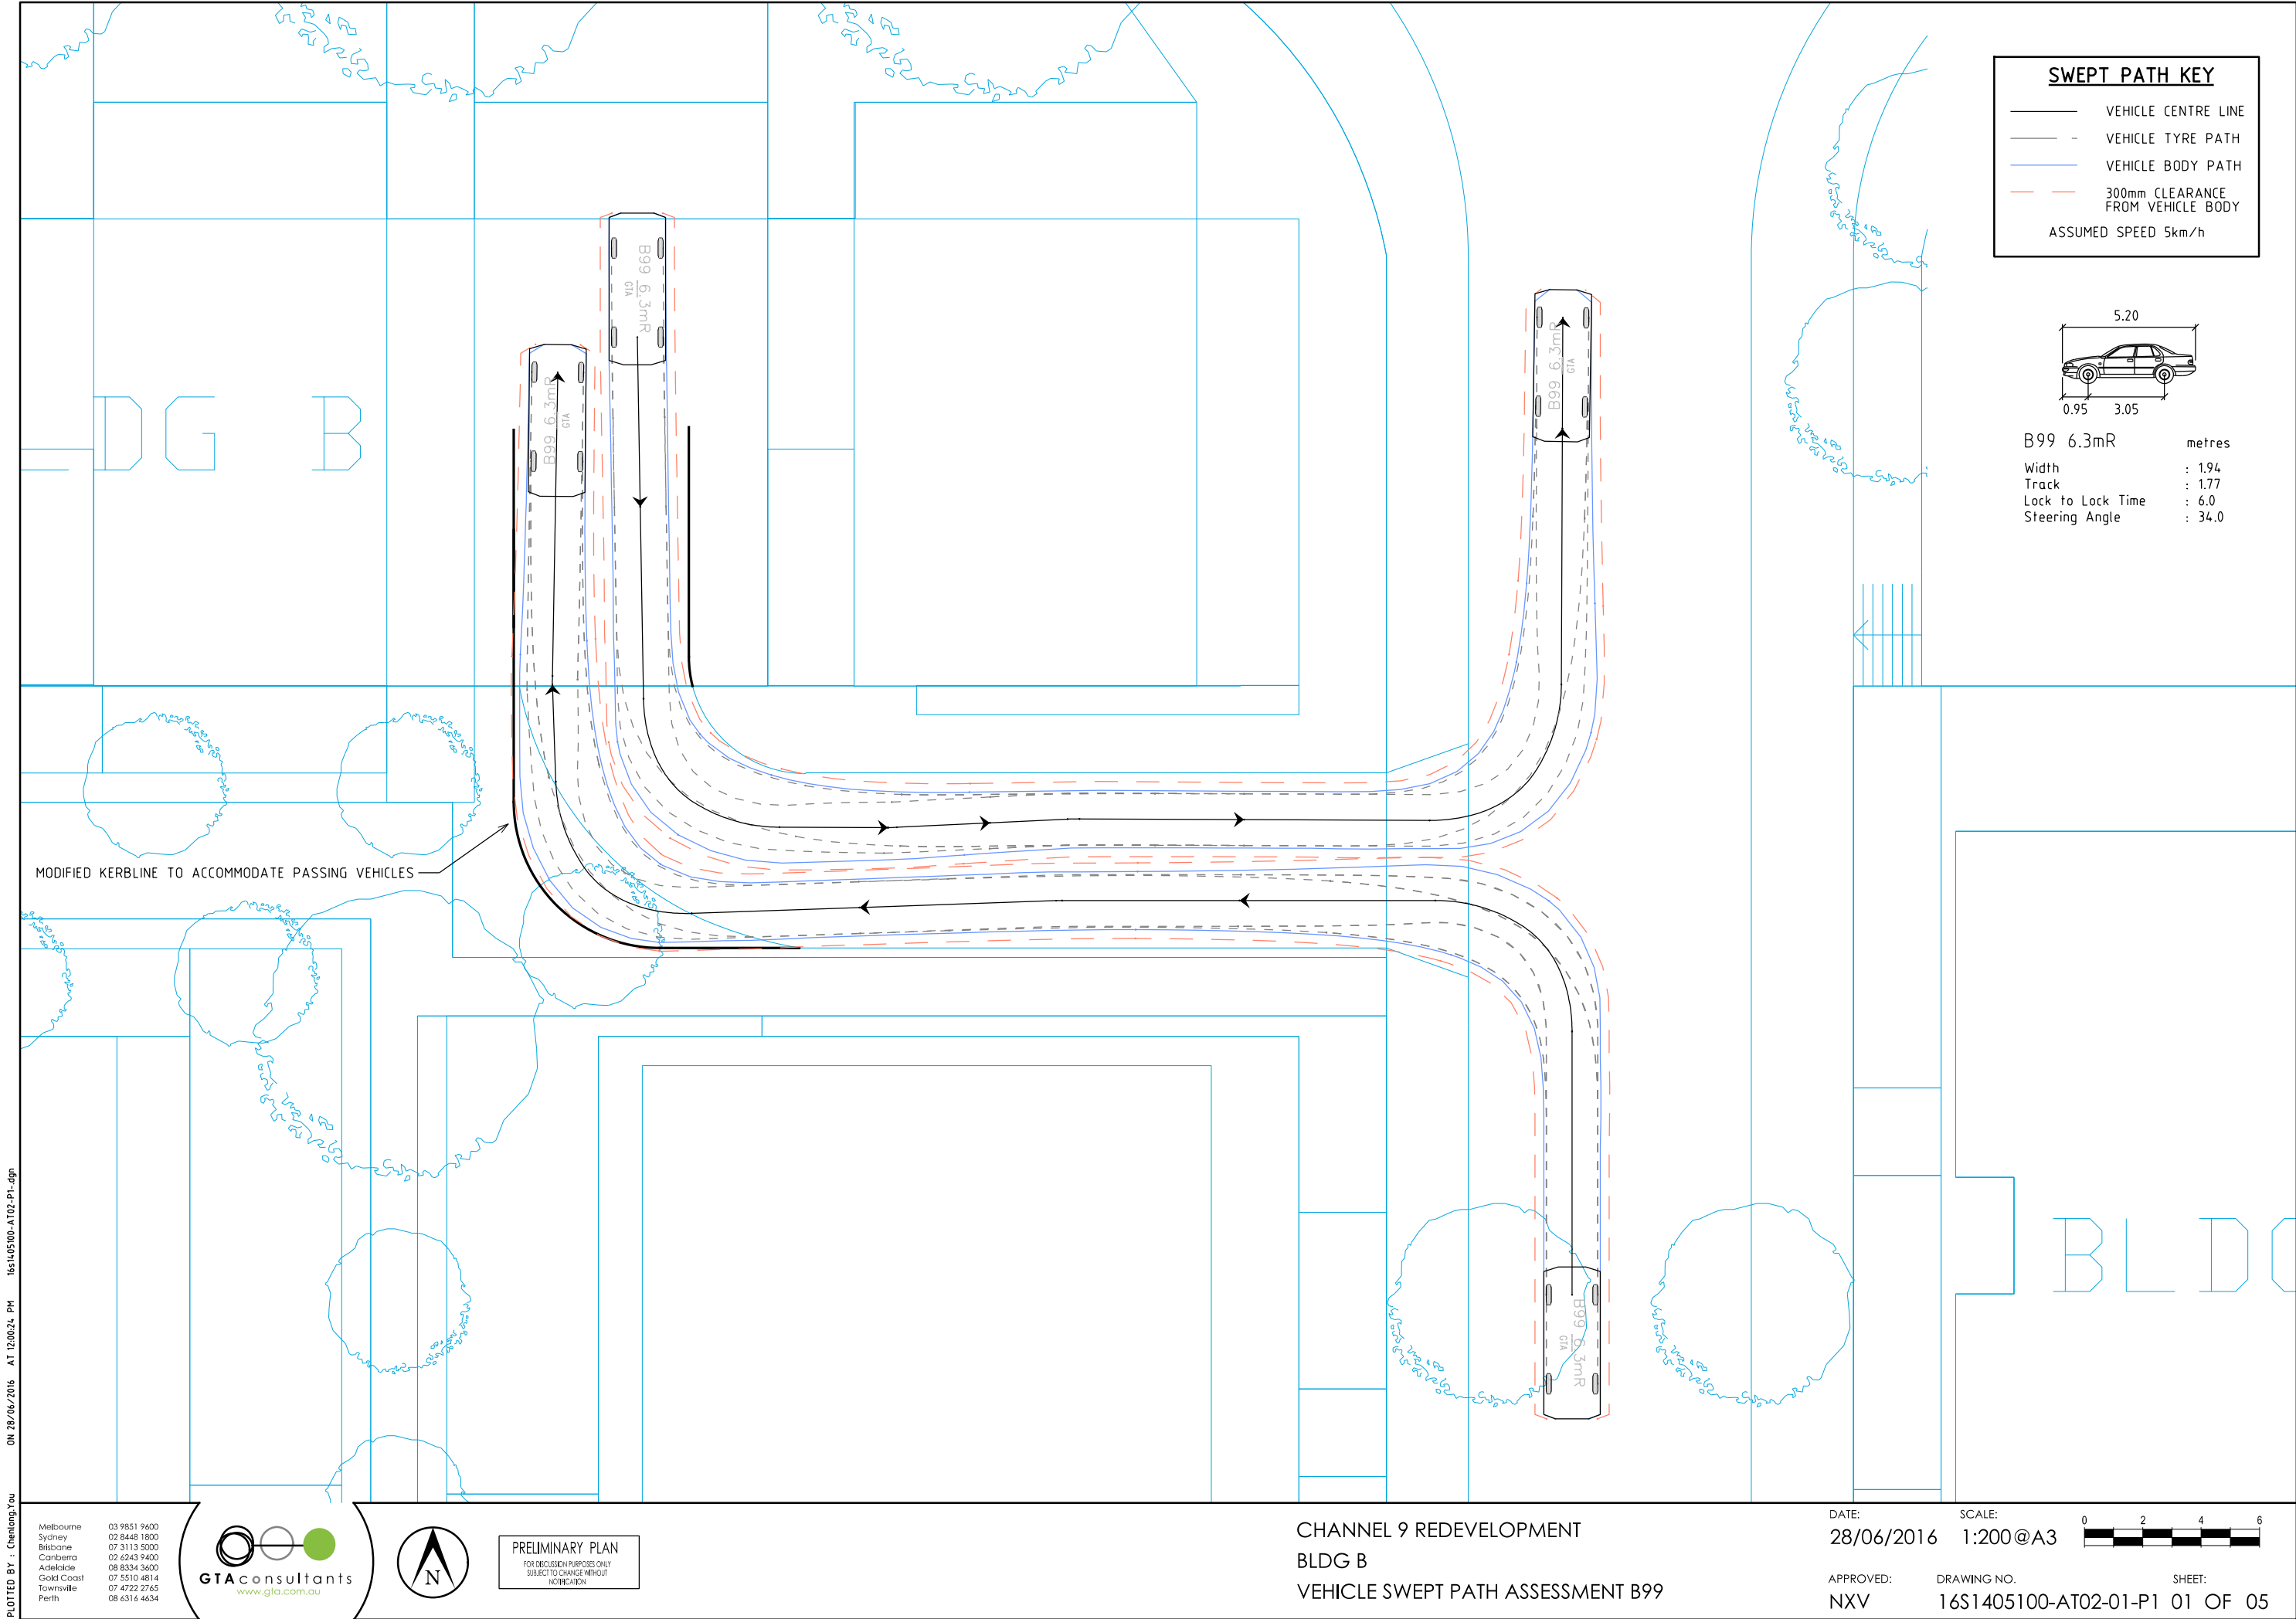 SWEPT PATH KEY
VEHICLE CENTRE LINE
VEHICLE TYRE PATH
VEHICLE BODY PATH
300mm CLEARANCE
FROM VEHICLE BODY
ASSUMED SPEED 5km/h
5.20
0.95 3.05
B99 6.3mR metres
Width : 1.94
Track : 1.77
Lock to Lock Time : 6.0
Steering Angle : 34.0
B99 6.3mR
GTA
B99 6.3mR
GTA
B99 6.3mR
GTA
B99 6.3mR
GTA
DG B
MODIFIED KERBLINE TO ACCOMMODATE PASSING VEHICLES
BLDG
PLOTTED BY : Chenlong.You ON 28/06/2016 AT 12:00:24 PM 16s1405100-AT02-P1-.dgn
Melbourne 03 9851 9600
Sydney 02 8448 1800
Brisbane 07 3113 5000
Canberra 02 6243 9400
Adelaide 08 8334 3600
Gold Coast 07 5510 4814
Townsville 07 4722 2765
Perth 08 6316 4634
GTAconsultants
www.gta.com.au
N
PRELIMINARY PLAN
FOR DISCUSSION PURPOSES ONLY
SUBJECT TO CHANGE WITHOUT
NOTIFICATION
CHANNEL 9 REDEVELOPMENT
BLDG B
VEHICLE SWEPT PATH ASSESSMENT B99
DATE: SCALE:
28/06/2016 1:200@A3
0 2 4 6
APPROVED: DRAWING NO. SHEET:
NXV 16S1405100-AT02-01-P1 01 OF 05